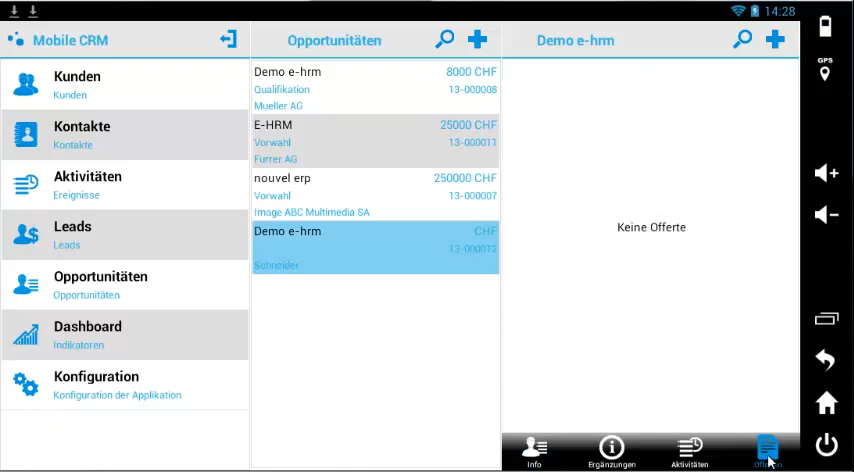 14:28
Mobile CRM
Kunden
Kunden
Kontakte
Kontakte
Aktivitäten
Ereignisse
Leads
Leads
Opportunitäten
Opportunitäten
Dashboard
Indikatoren
Konfiguration
Konfiguration der Applikation
Opportunitäten
Demo e-hrm 8000 CHF
Qualifikation 13-000008
Mueller AG
E-HRM 25000 CHF
Vorwahl 13-000011
Furrer AG
nouvel erp 250000 CHF
Vorwahl 13-000007
Image ABC Multimedia SA
Demo e-hrm CHF
13-000012
Schneider
Demo e-hrm
Keine Offerte
Info
Ergänzungen
Aktivitäten
GPS